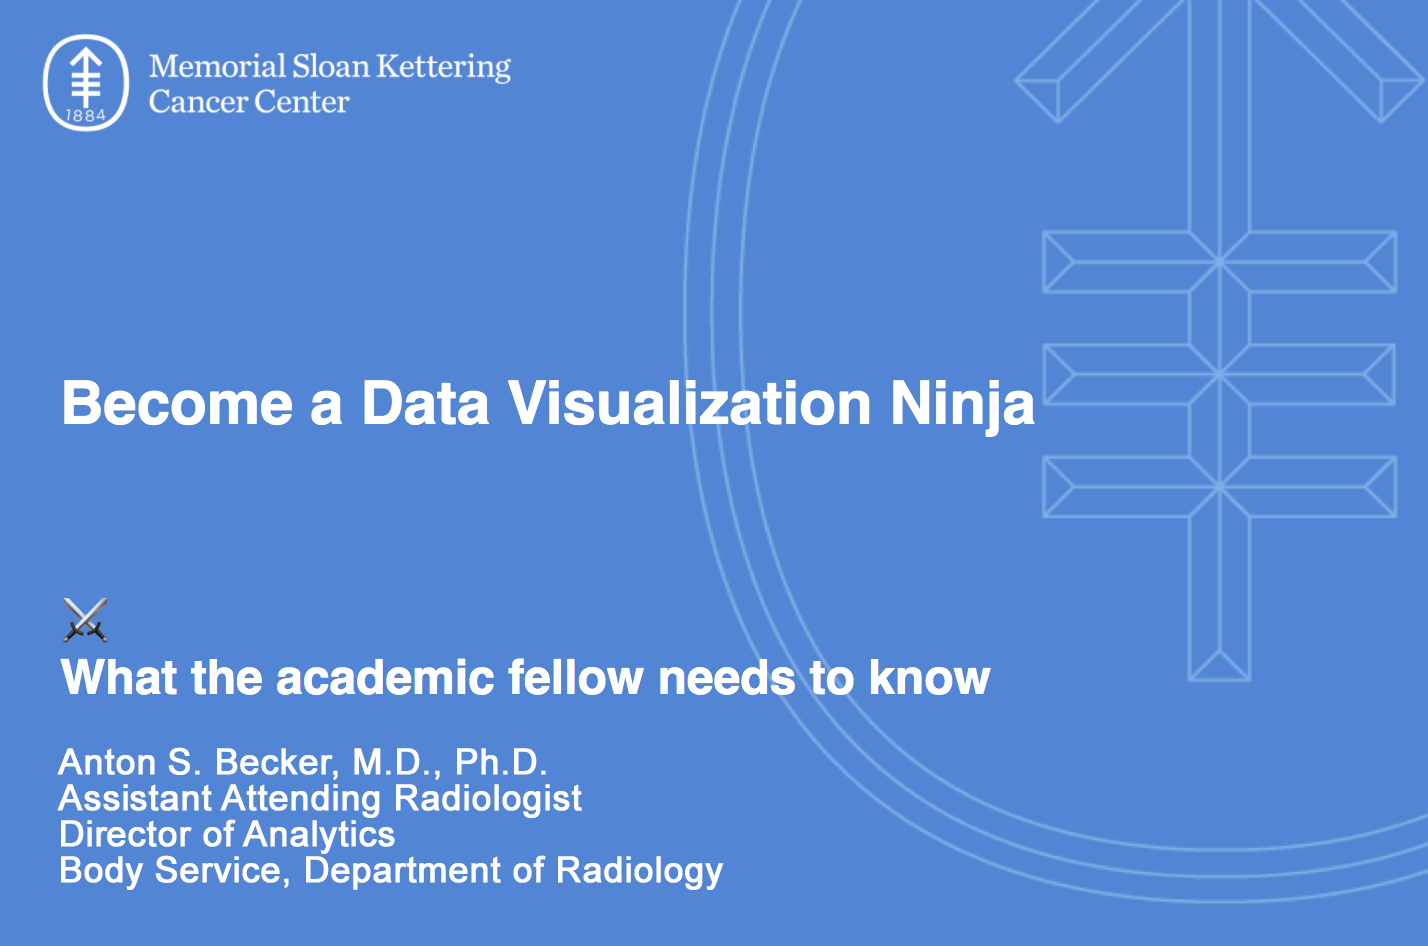 Memorial Sloan Kettering
Cancer Center
1884
Become a Data Visualization Ninja
What the academic fellow needs to know
Anton S. Becker, M.D., Ph.D.
Assistant Attending Radiologist
Director of Analytics
Body Service, Department of Radiology